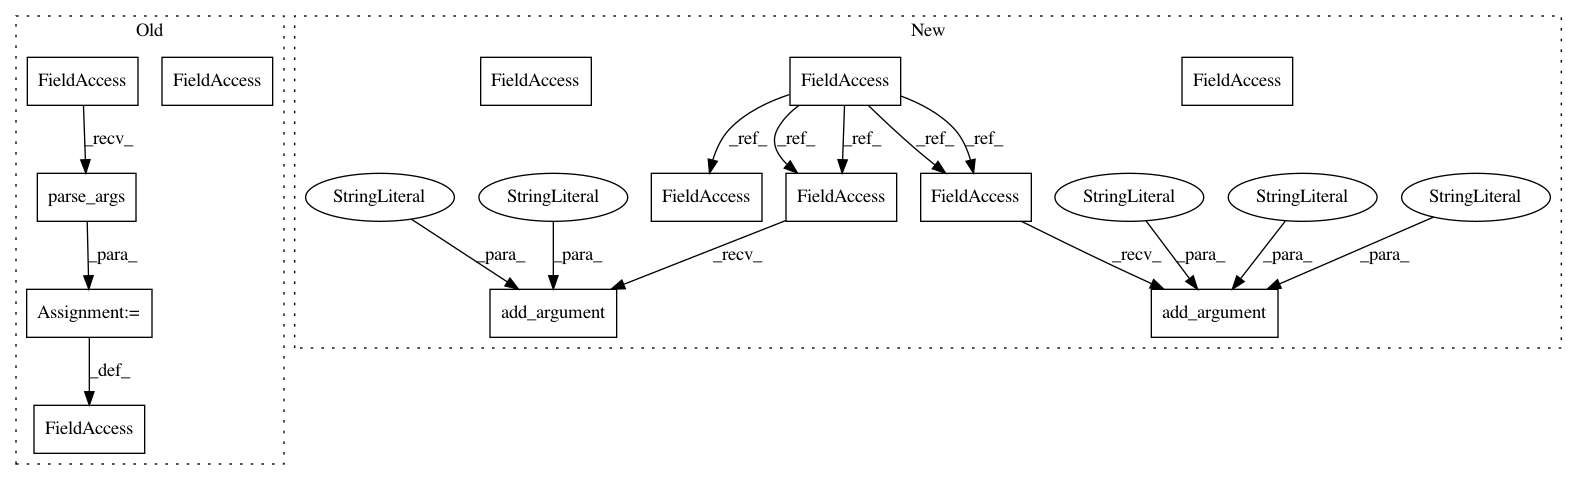 Old
New
FieldAccess
FieldAccess
FieldAccess
FieldAccess
FieldAccess
_recv_
_ref_
_ref_
_ref_
_ref_
_ref_
parse_args
StringLiteral
StringLiteral
FieldAccess
FieldAccess
FieldAccess
StringLiteral
StringLiteral
StringLiteral
_para_
_para_
_para_
_recv_
_recv_
_para_
_para_
_para_
Assignment:=
add_argument
add_argument
_def_
FieldAccess